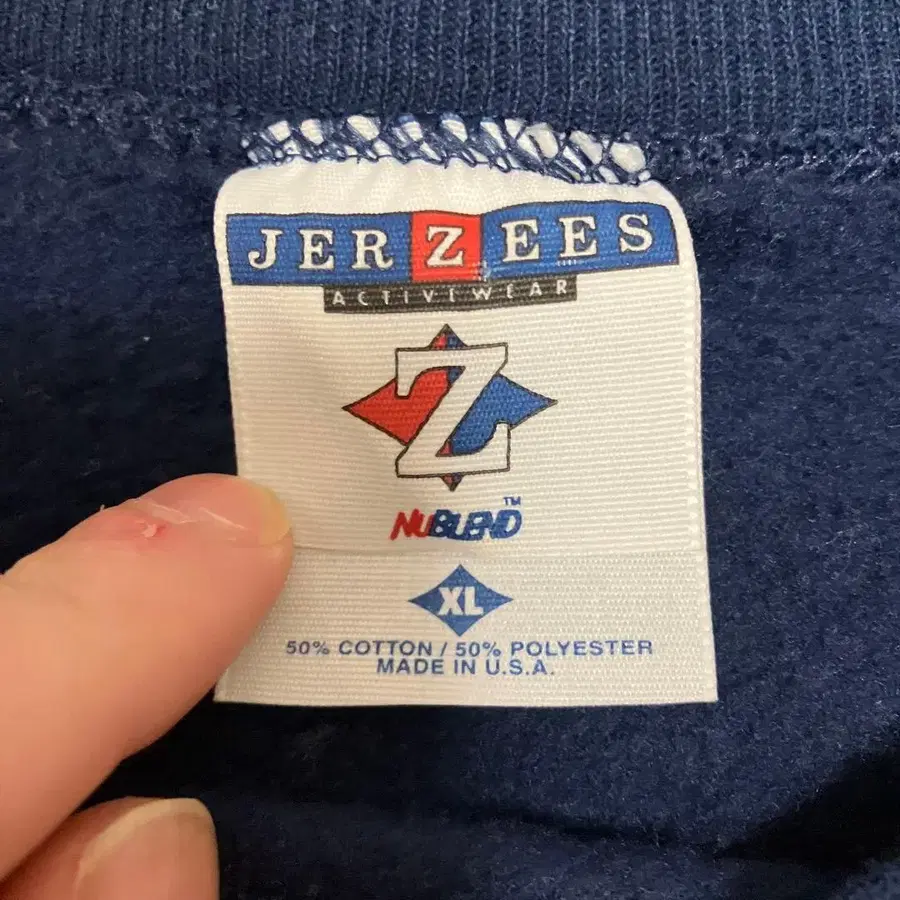 JERZEES
ACTIVEWEAR
Z
NUBLEND™
XL
50% COTTON / 50% POLYESTER
MADE IN U.S.A.